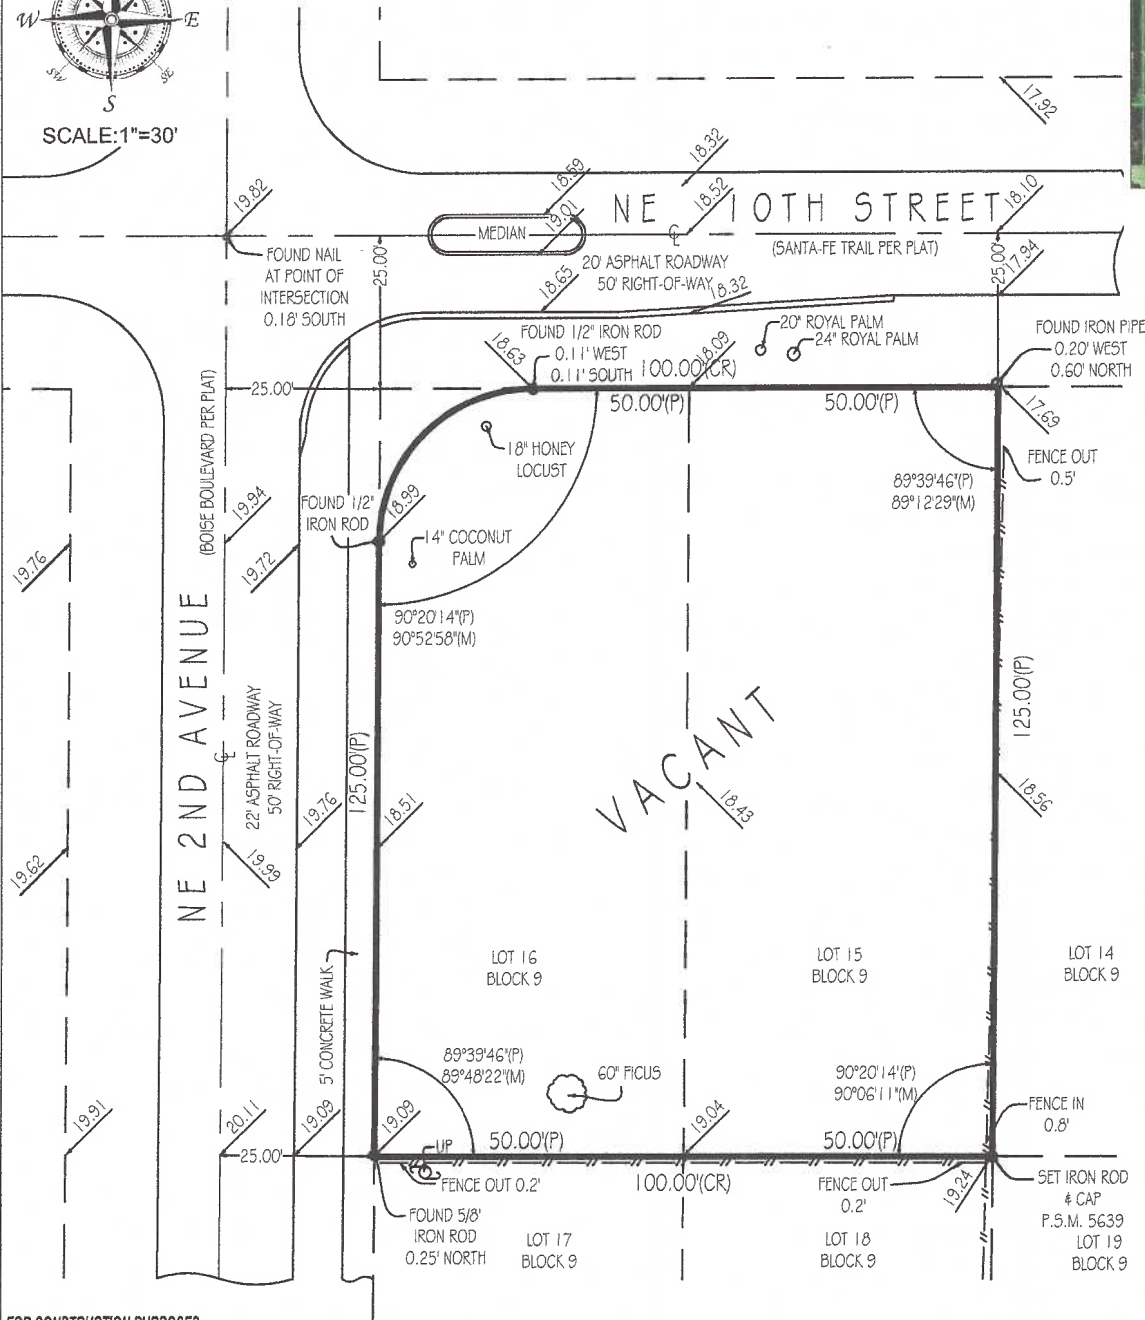 W
E
SW
SE
S
SCALE:1"=30'
17.92
18.32
18.59
19.82
19.01
18.52
18.10
NE 10TH STREET
MEDIAN
(SANTA-FE TRAIL PER PLAT)
FOUND NAIL
AT POINT OF
INTERSECTION
0.18' SOUTH
25.00'
18.65
20' ASPHALT ROADWAY
50' RIGHT-OF-WAY
18.32
25.00'
17.94
20" ROYAL PALM
24" ROYAL PALM
FOUND 1/2" IRON ROD
0.11' WEST
0.11' SOUTH
18.63
18.09
100.00'(CR)
FOUND IRON PIPE
0.20' WEST
0.60' NORTH
25.00'
50.00'(P)
50.00'(P)
17.69
18" HONEY
LOCUST
FENCE OUT
0.5'
89°39'46"(P)
89°12'29"(M)
(BOISE BOULEVARD PER PLAT)
19.94
FOUND 1/2"
IRON ROD
18.99
14" COCONUT
PALM
19.76
19.72
90°20'14"(P)
90°52'58"(M)
NE 2ND AVENUE
22' ASPHALT ROADWAY
50' RIGHT-OF-WAY
125.00'(P)
125.00'(P)
VACANT
19.76
18.51
18.43
18.56
19.62
19.99
LOT 16
BLOCK 9
LOT 15
BLOCK 9
LOT 14
BLOCK 9
5' CONCRETE WALK
89°39'46"(P)
89°48'22"(M)
60" FICUS
90°20'14'(P)
90°06'11"(M)
19.91
20.11
19.09
19.09
19.04
FENCE IN
0.8'
25.00'
UP
50.00'(P)
50.00'(P)
FENCE OUT 0.2'
100.00'(CR)
FENCE OUT
0.2'
19.24
SET IRON ROD
& CAP
P.S.M. 5639
FOUND 5/8'
IRON ROD
0.25' NORTH
LOT 17
BLOCK 9
LOT 18
BLOCK 9
LOT 19
BLOCK 9
FOR CONSTRUCTION PURPOSES